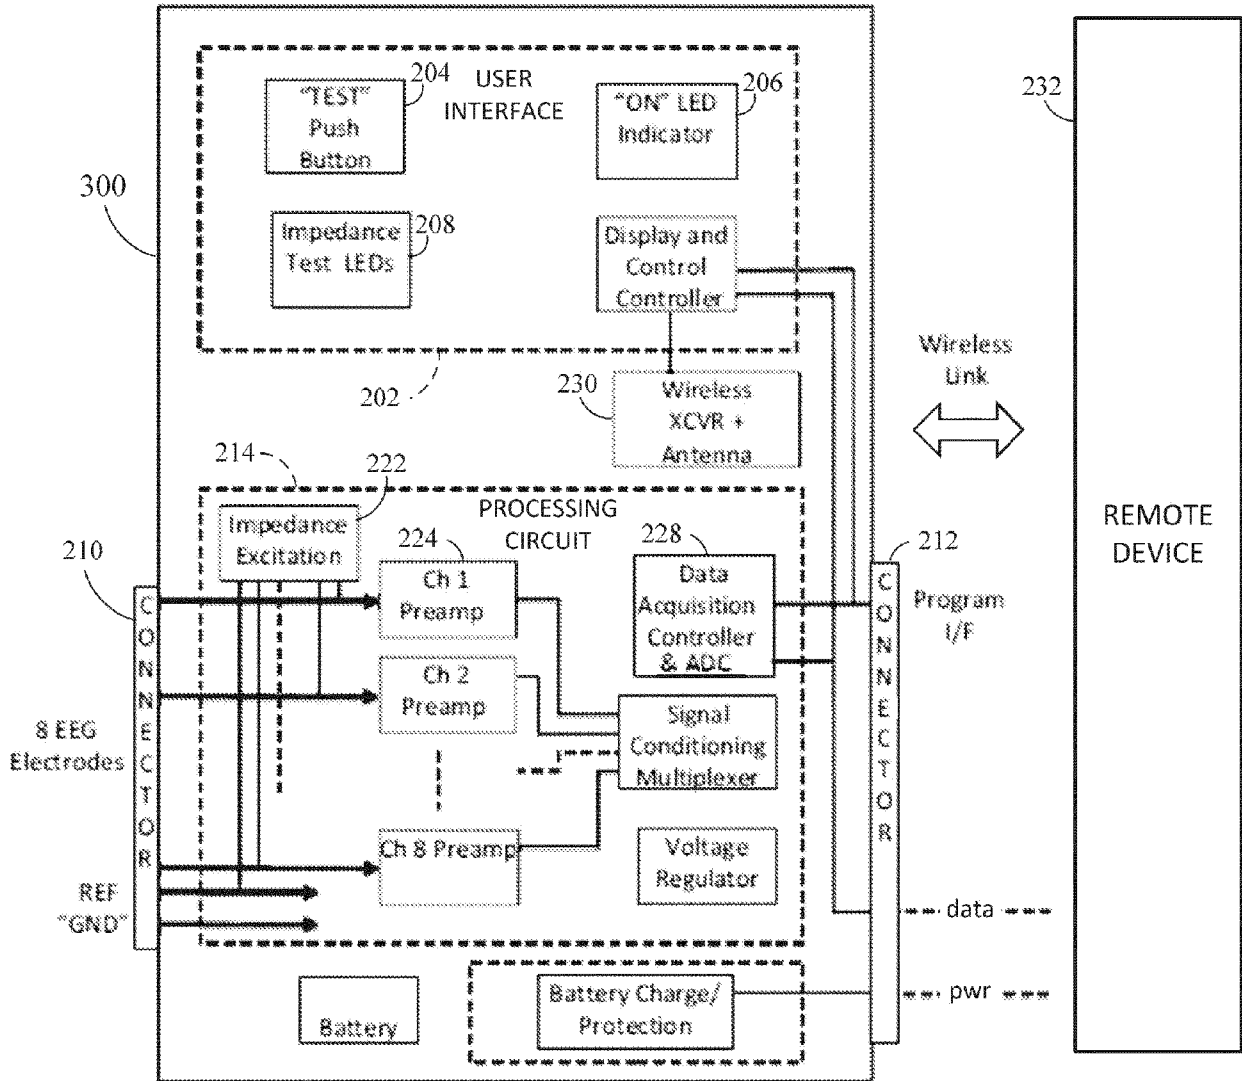 300
USER
INTERFACE
204
"TEST"
Push
Button
206
"ON" LED
Indicator
208
Impedance
Test LEDs
Display and
Control
Controller
202
230
Wireless
XCVR +
Antenna
Wireless
Link
232
REMOTE
DEVICE
214
222
PROCESSING
CIRCUIT
Impedance
Excitation
210
CONNECTOR
8 EEG
Electrodes
REF
"GND"
224
Ch 1
Preamp
Ch 2
Preamp
Ch 8 Preamp
228
Data
Acquisition
Controller
& ADC
Signal
Conditioning
Multiplexer
Voltage
Regulator
212
CONNECTOR
Program
I/F
data
pwr
Battery
Battery Charge/
Protection